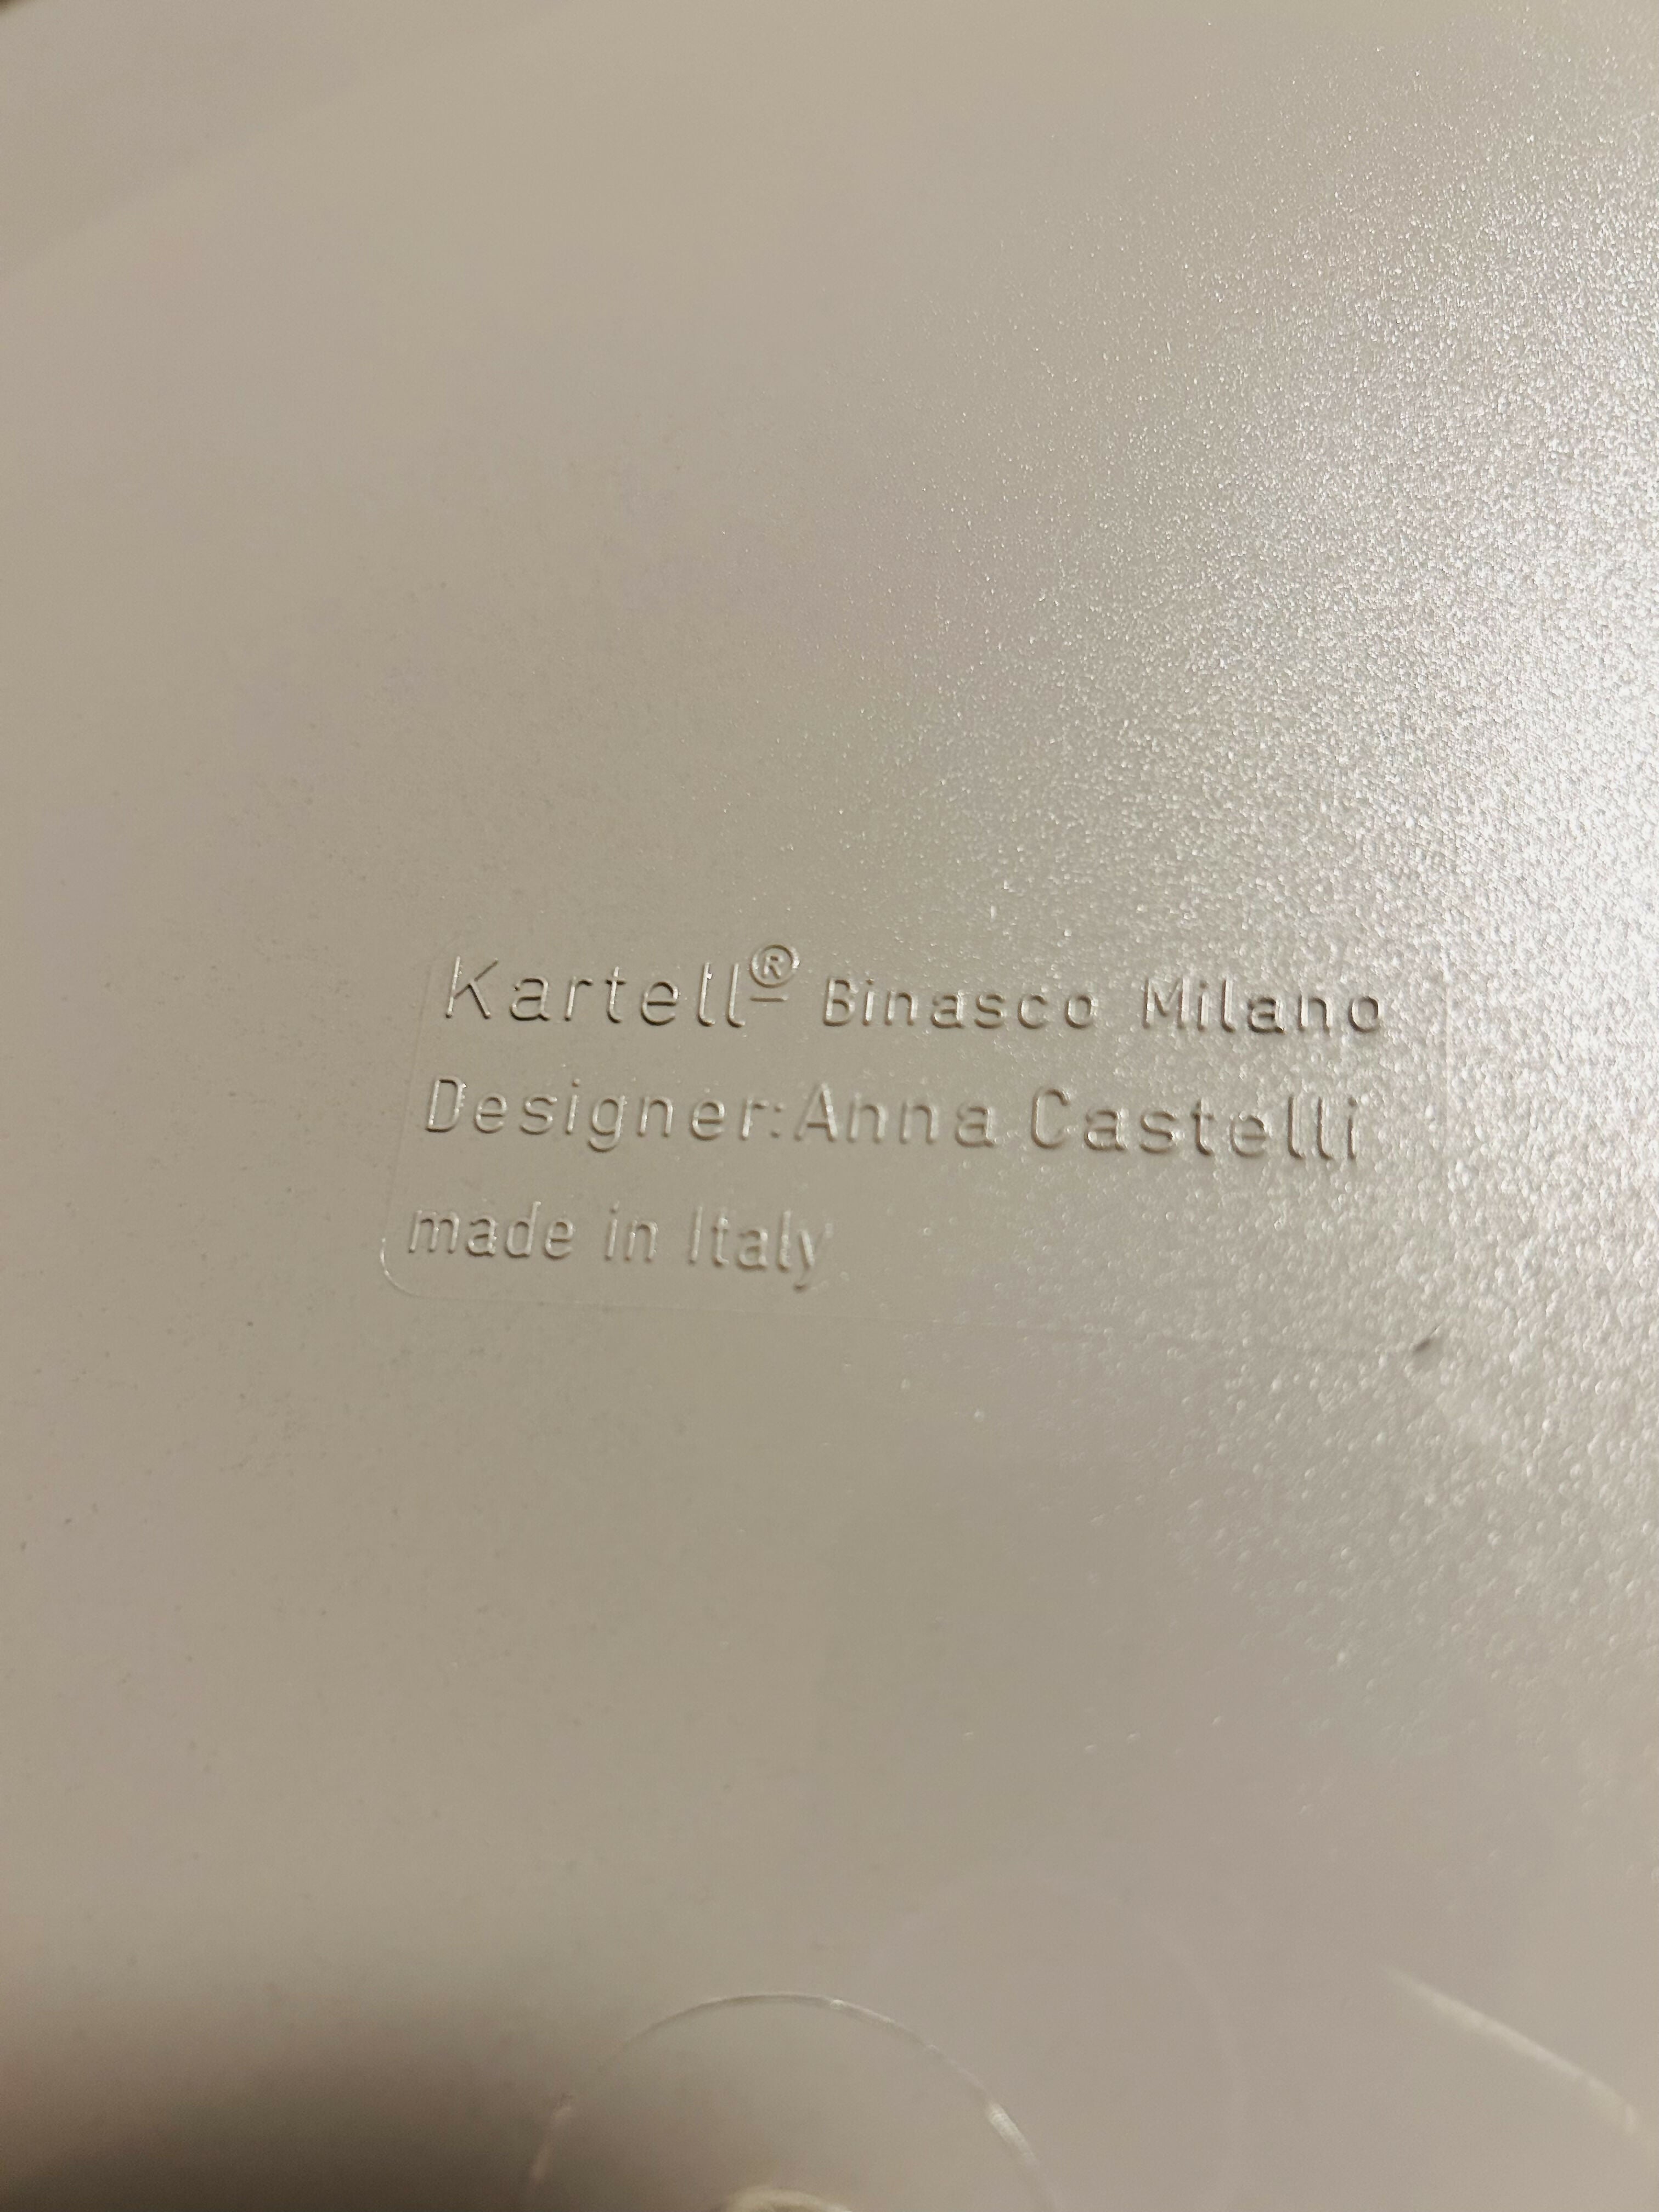 Kartell® Binasco Milano
Designer:Anna Castelli
made in Italy